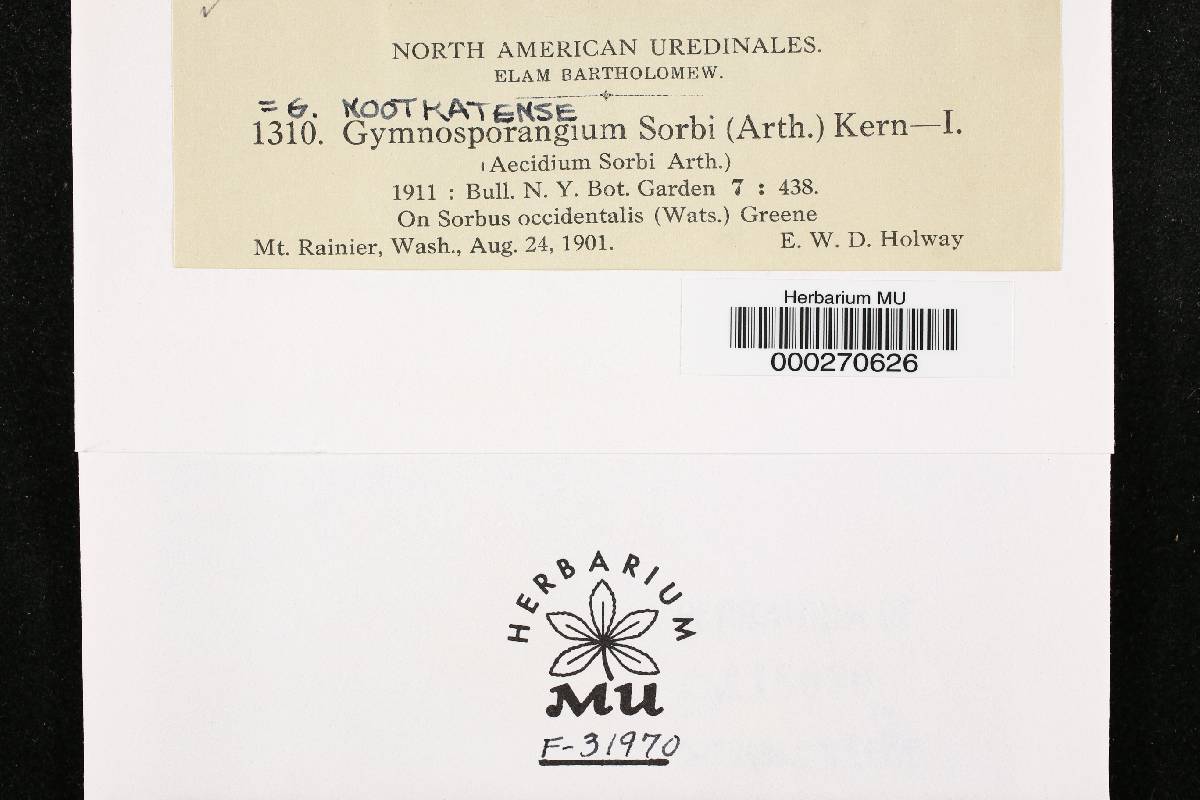 NORTH AMERICAN UREDINALES.
ELAM BARTHOLOMEW.
= G. NOOTKATENSE
1310. Gymnosporangium Sorbi (Arth.) Kern—I.
(Aecidium Sorbi Arth.)
1911 : Bull. N. Y. Bot. Garden 7 : 438.
On Sorbus occidentalis (Wats.) Greene
Mt. Rainier, Wash., Aug. 24, 1901. E. W. D. Holway
Herbarium MU
000270626
HERBARIUM
MU
F-31970